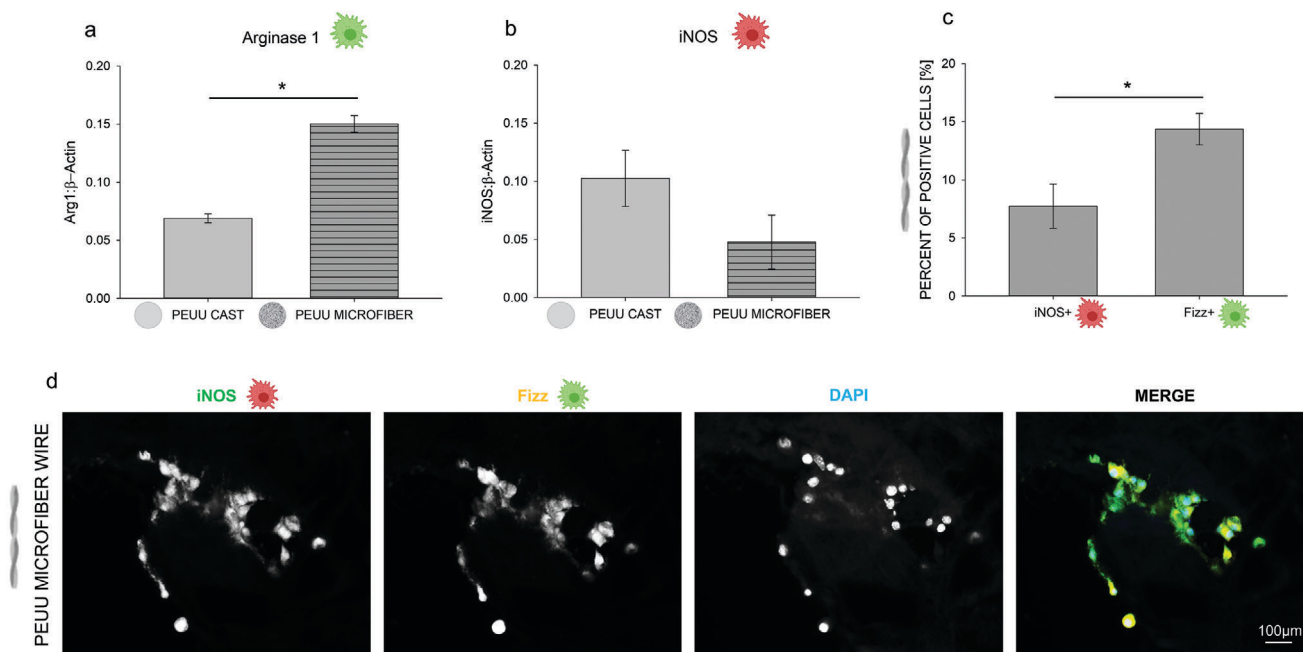 a
Arginase 1
0.20
0.15
0.10
0.05
0.00
Arg1:β–Actin
*
PEUU CAST
PEUU MICROFIBER
b
iNOS
0.20
0.15
0.10
0.05
0.00
iNOS:β-Actin
PEUU CAST
PEUU MICROFIBER
c
20
15
10
5
0
PERCENT OF POSITIVE CELLS [%]
*
iNOS+
Fizz+
d
iNOS
Fizz
DAPI
MERGE
PEUU MICROFIBER WIRE
100µm